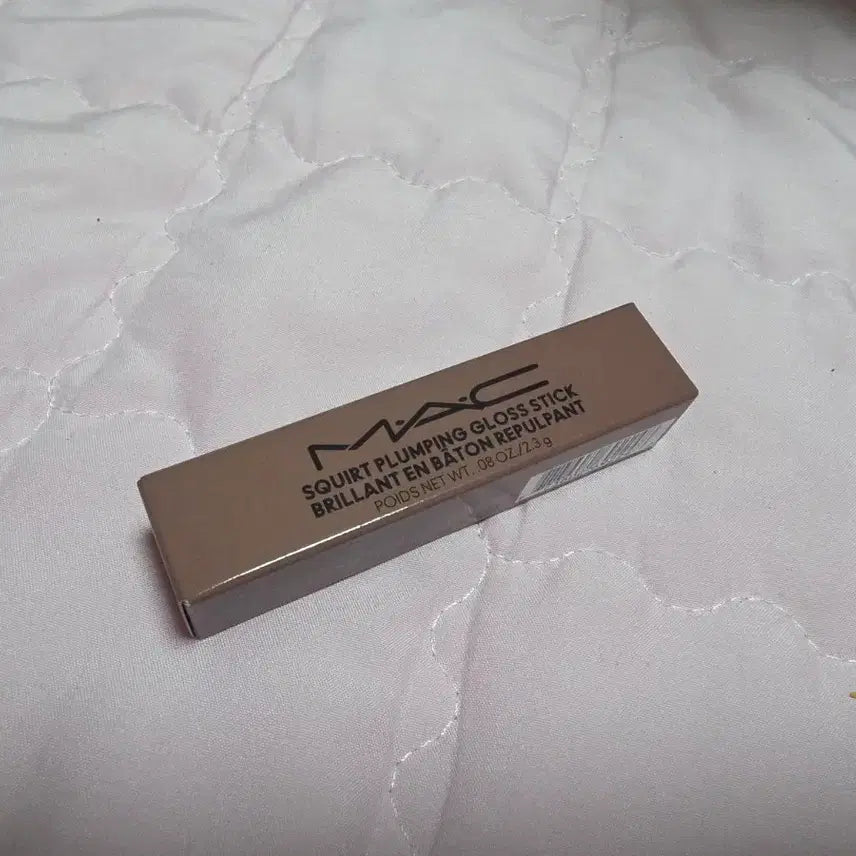 M·A·C
SQUIRT PLUMPING GLOSS STICK
BRILLANT EN BÂTON REPULPANT
POIDS NET WT. .08 OZ./2.3 g